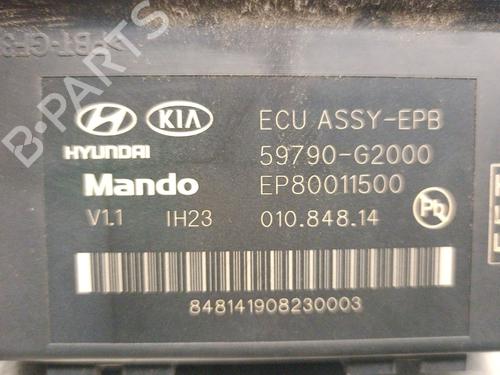 KIA ECU ASSY-EPB
HYUNDAI 59790-G2000
Mando EP80011500
V1.1 IH23 010.848.14 Pb
848141908230003
B-PARTS